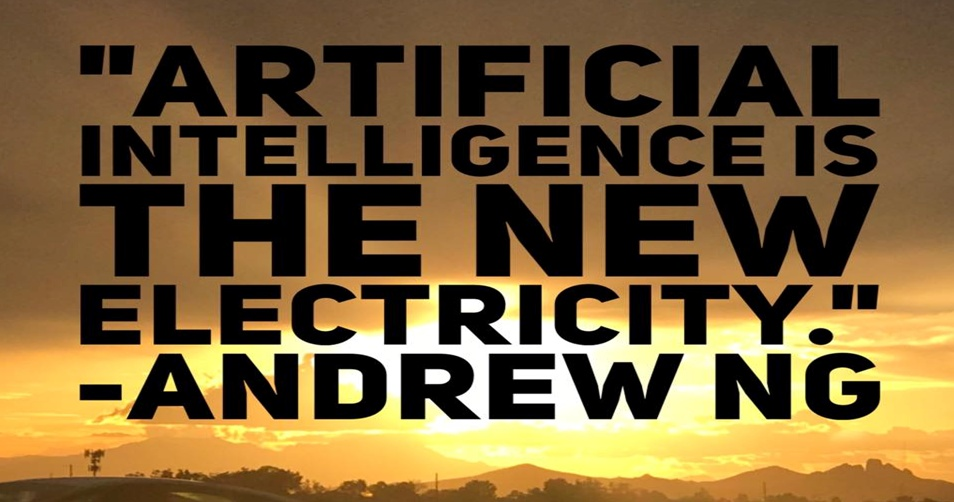 "ARTIFICIAL
INTELLIGENCE IS
THE NEW
ELECTRICITY."
-ANDREW NG